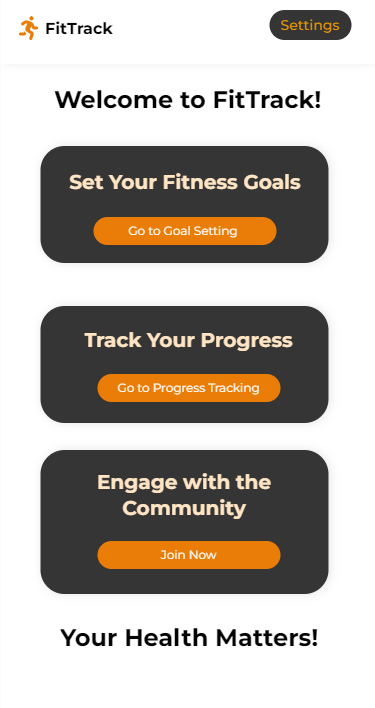 FitTrack
Settings
Welcome to FitTrack!
Set Your Fitness Goals
Go to Goal Setting
Track Your Progress
Go to Progress Tracking
Engage with the
Community
Join Now
Your Health Matters!